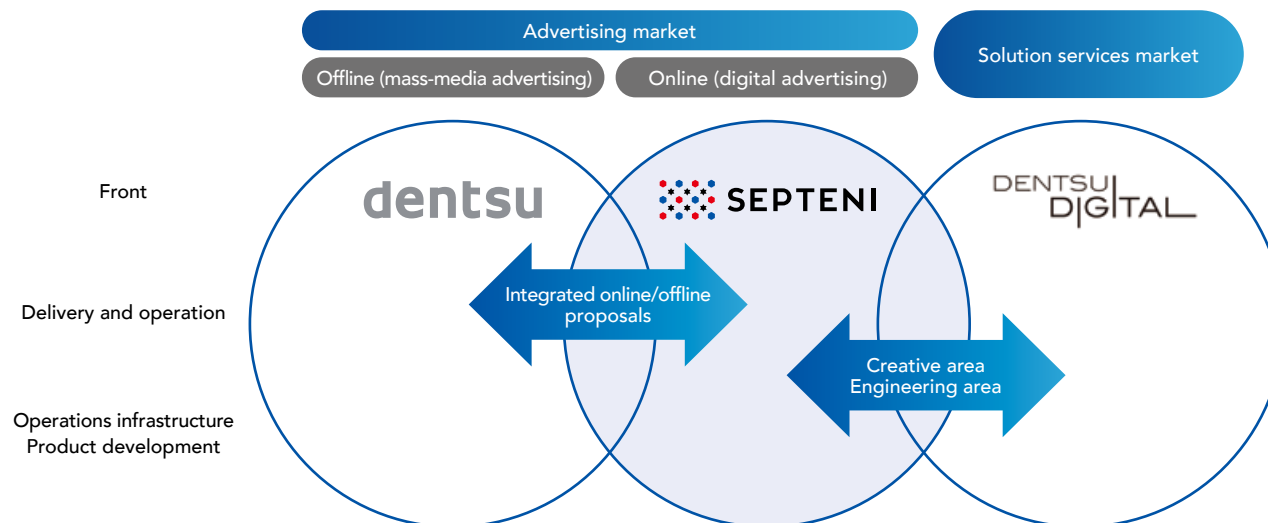 Advertising market
Solution services market
Offline (mass-media advertising)
Online (digital advertising)
Front
dentsu
SEPTENI
DENTSU
DIGITAL
Delivery and operation
Integrated online/offline
proposals
Creative area
Engineering area
Operations infrastructure
Product development